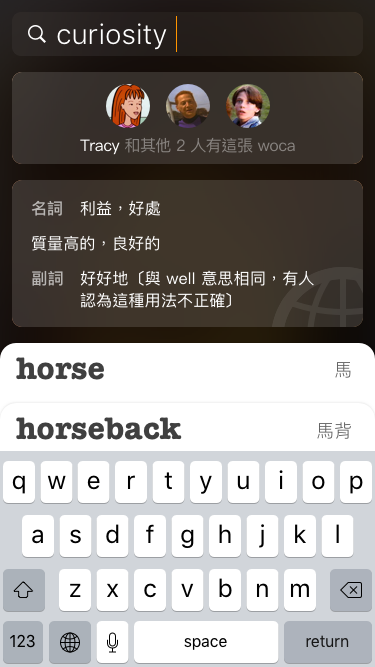 curiosity
Tracy 和其他 2 人有這張 woca
名詞 利益，好處
質量高的，良好的
副詞 好好地〔與 well 意思相同，有人
認為這種用法不正確〕
horse 馬
horseback 馬背
q w e r t y u i o p
a s d f g h j k l
z x c v b n m
123 space return